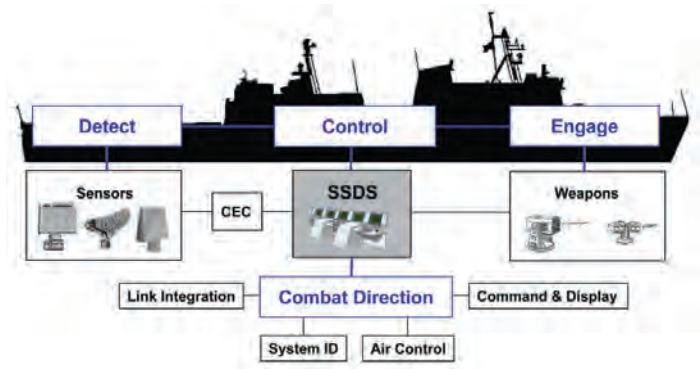 Detect
Control
Engage
Sensors
CEC
SSDS
Weapons
Link Integration
Combat Direction
Command & Display
System ID
Air Control